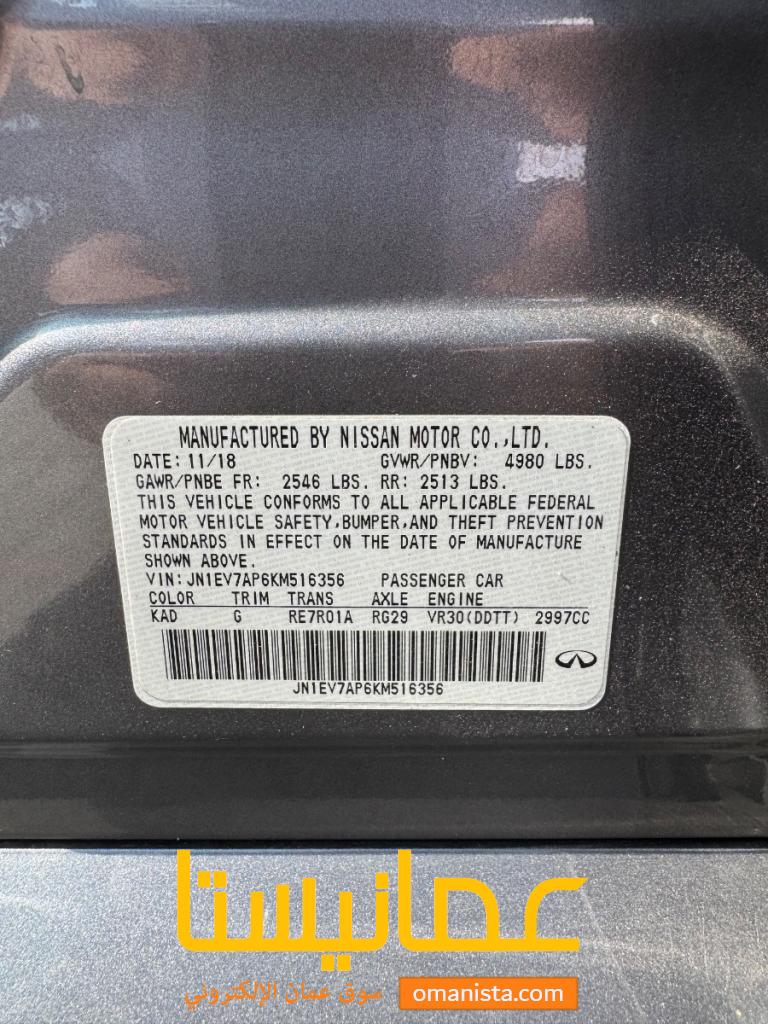 MANUFACTURED BY NISSAN MOTOR CO.,LTD.
DATE: 11/18 GVWR/PNBV: 4980 LBS.
GAWR/PNBE FR: 2546 LBS. RR: 2513 LBS.
THIS VEHICLE CONFORMS TO ALL APPLICABLE FEDERAL
MOTOR VEHICLE SAFETY,BUMPER,AND THEFT PREVENTION
STANDARDS IN EFFECT ON THE DATE OF MANUFACTURE
SHOWN ABOVE.
VIN:JN1EV7AP6KM516356 PASSENGER CAR
COLOR TRIM TRANS AXLE ENGINE
KAD G RE7R01A RG29 VR30(DDTT) 2997CC
JN1EV7AP6KM516356
عمانيستا
سوق عمان الإلكتروني omanista.com